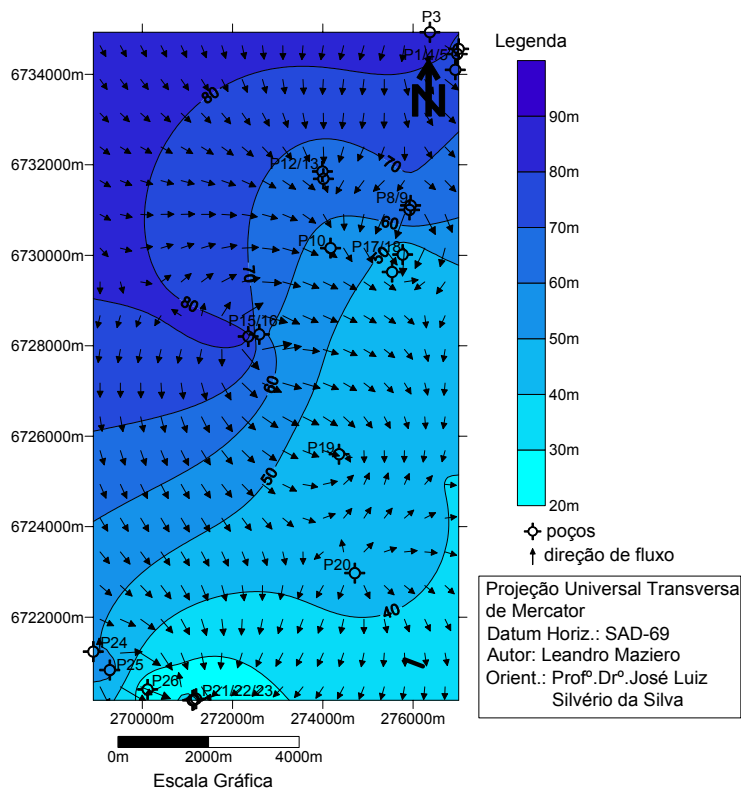 P3
Legenda
6734000m
P1/4/5
N
80
90m
80m
6732000m
P12/13
70
P8/9
70m
60
6730000m
P10
P17/18
50
60m
70
80
P15/16
50m
6728000m
60
40m
6726000m
P19
30m
50
20m
6724000m
poços
direção de fluxo
P20
40
6722000m
Projeção Universal Transversa
de Mercator
Datum Horiz.: SAD-69
Autor: Leandro Maziero
Orient.: Profº.Drº.José Luiz
Silvério da Silva
P24
P25
P26
P21/22/23
270000m 272000m 274000m 276000m
0m 2000m 4000m
Escala Gráfica